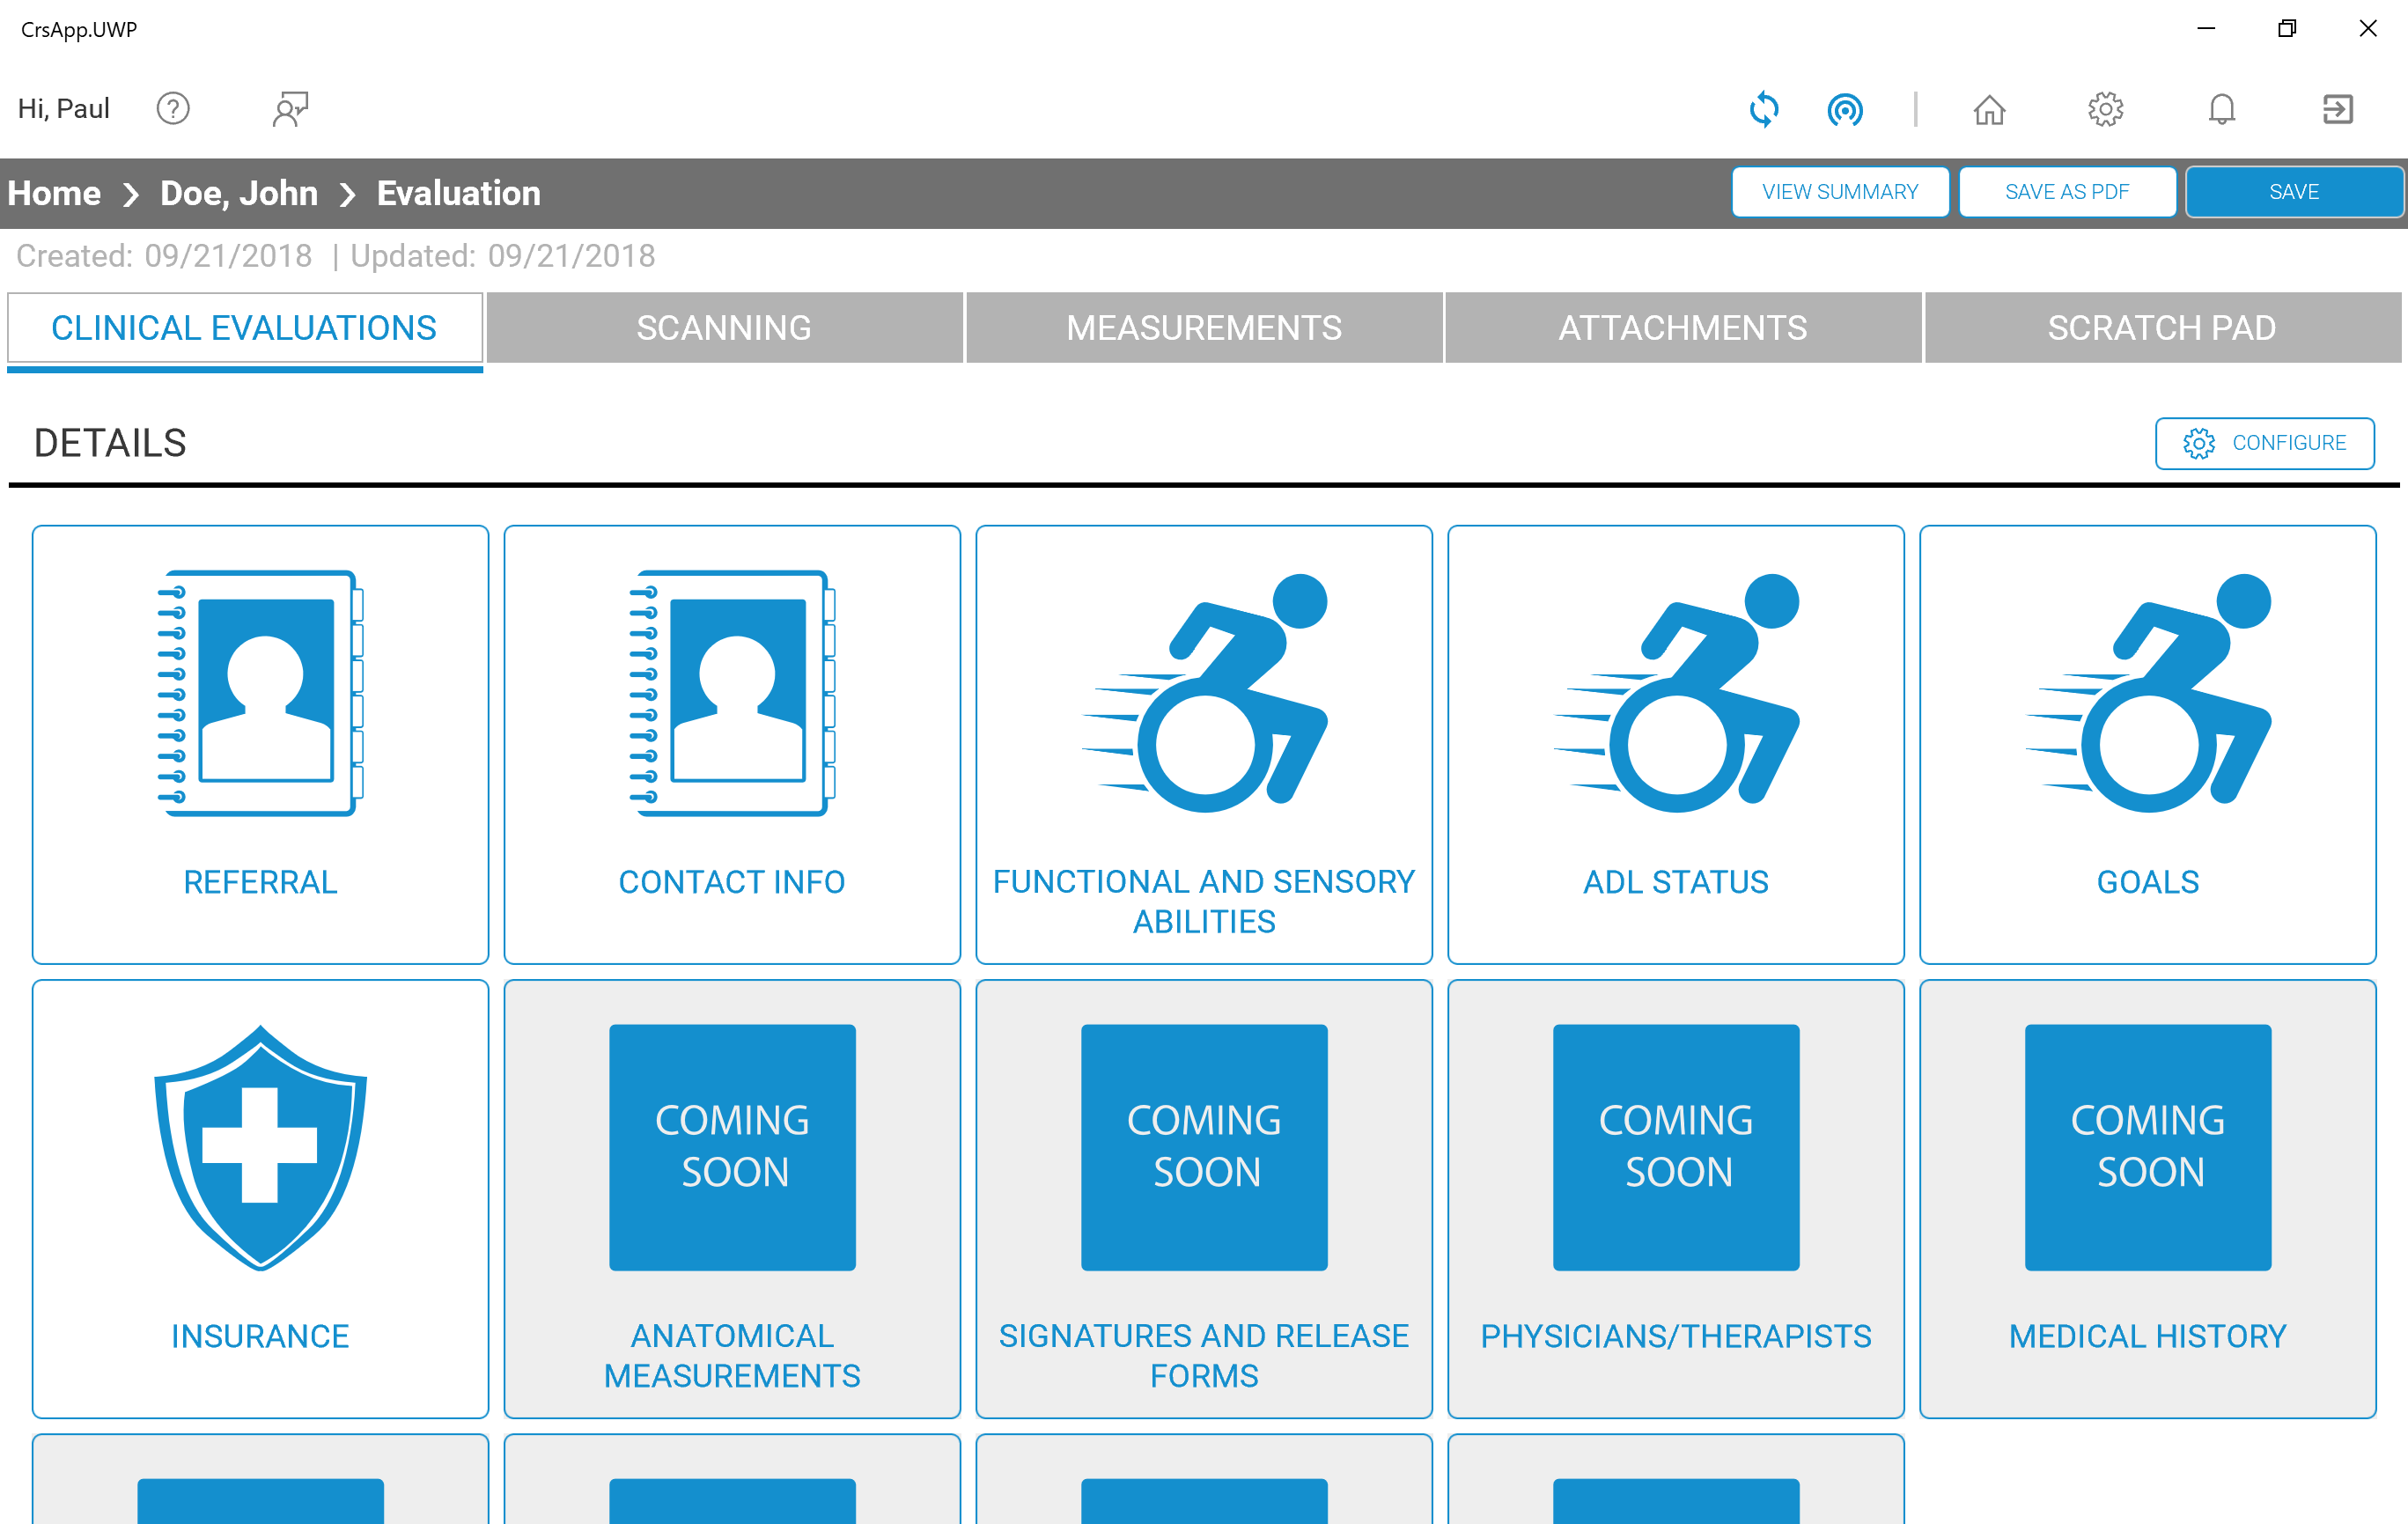 CrsApp.UWP
Hi, Paul
Home > Doe, John > Evaluation
VIEW SUMMARY
SAVE AS PDF
SAVE
Created: 09/21/2018 | Updated: 09/21/2018
CLINICAL EVALUATIONS
SCANNING
MEASUREMENTS
ATTACHMENTS
SCRATCH PAD
DETAILS
CONFIGURE
REFERRAL
CONTACT INFO
FUNCTIONAL AND SENSORY
ABILITIES
ADL STATUS
GOALS
INSURANCE
COMING
SOON
ANATOMICAL
MEASUREMENTS
COMING
SOON
SIGNATURES AND RELEASE
FORMS
COMING
SOON
PHYSICIANS/THERAPISTS
COMING
SOON
MEDICAL HISTORY